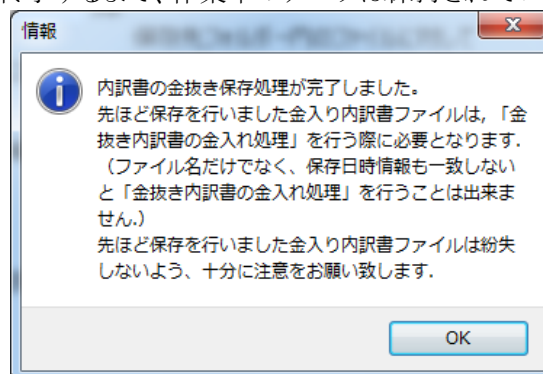 情報
内訳書の金抜き保存処理が完了しました。
先ほど保存を行いました金入り内訳書ファイルは,「金
抜き内訳書の金入れ処理」を行う際に必要となります.
（ファイル名だけでなく、保存日時情報も一致しない
と「金抜き内訳書の金入れ処理」を行うことは出来ま
せん.）
先ほど保存を行いました金入り内訳書ファイルは紛失
しないよう、十分に注意をお願い致します.
OK